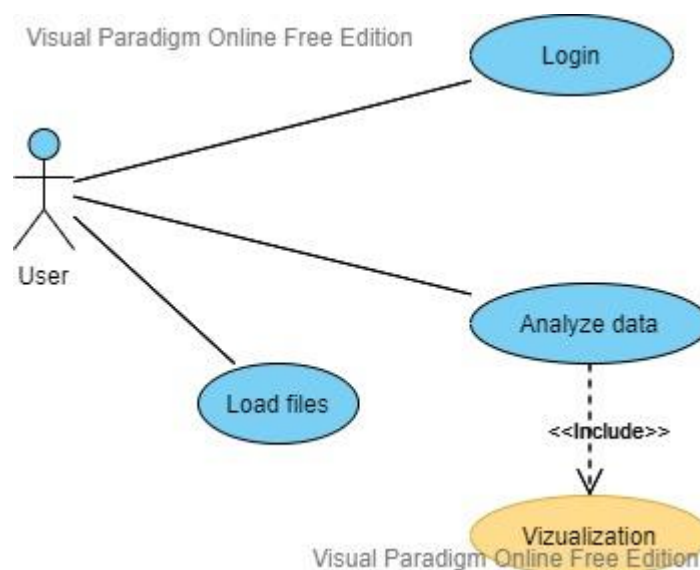 Visual Paradigm Online Free Edition
Login
User
Analyze data
Load files
<<Include>>
Vizualization
Visual Paradigm Online Free Edition